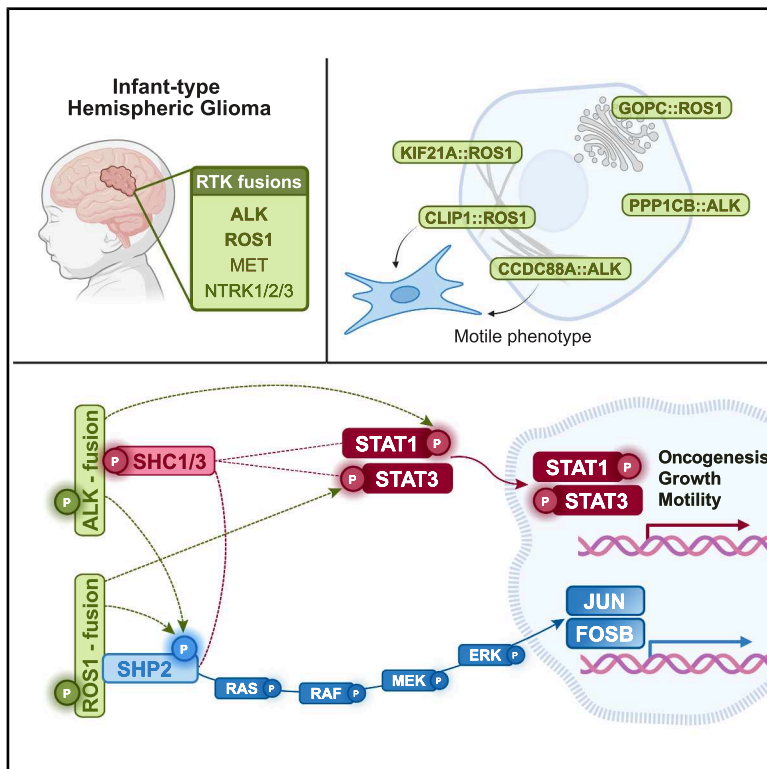 Infant-type
Hemispheric Glioma
RTK fusions
ALK
ROS1
MET
NTRK1/2/3
GOPC::ROS1
KIF21A::ROS1
PPP1CB::ALK
CLIP1::ROS1
CCDC88A::ALK
Motile phenotype
ALK - fusion
P
P
SHC1/3
STAT1
P
P
STAT3
STAT1
P
P
STAT3
Oncogenesis
Growth
Motility
ROS1 - fusion
P
P
SHP2
RAS
P
RAF
P
MEK
P
ERK
P
JUN
FOSB